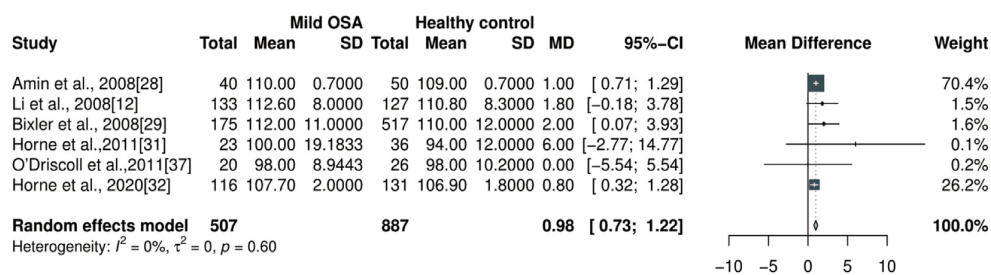 Mild OSA Healthy control
Study Total Mean SD Total Mean SD MD 95%−CI Mean Difference Weight
Amin et al., 2008[28] 40 110.00 0.7000 50 109.00 0.7000 1.00 [ 0.71; 1.29] 70.4%
Li et al., 2008[12] 133 112.60 8.0000 127 110.80 8.3000 1.80 [−0.18; 3.78] 1.5%
Bixler et al., 2008[29] 175 112.00 11.0000 517 110.00 12.0000 2.00 [ 0.07; 3.93] 1.6%
Horne et al.,2011[31] 23 100.00 19.1833 36 94.00 12.0000 6.00 [−2.77; 14.77] 0.1%
O'Driscoll et al.,2011[37] 20 98.00 8.9443 26 98.00 10.2000 0.00 [−5.54; 5.54] 0.2%
Horne et al., 2020[32] 116 107.70 2.0000 131 106.90 1.8000 0.80 [ 0.32; 1.28] 26.2%
Random effects model 507 887 0.98 [ 0.73; 1.22] 100.0%
Heterogeneity: I² = 0%, τ² = 0, p = 0.60
−10 −5 0 5 10